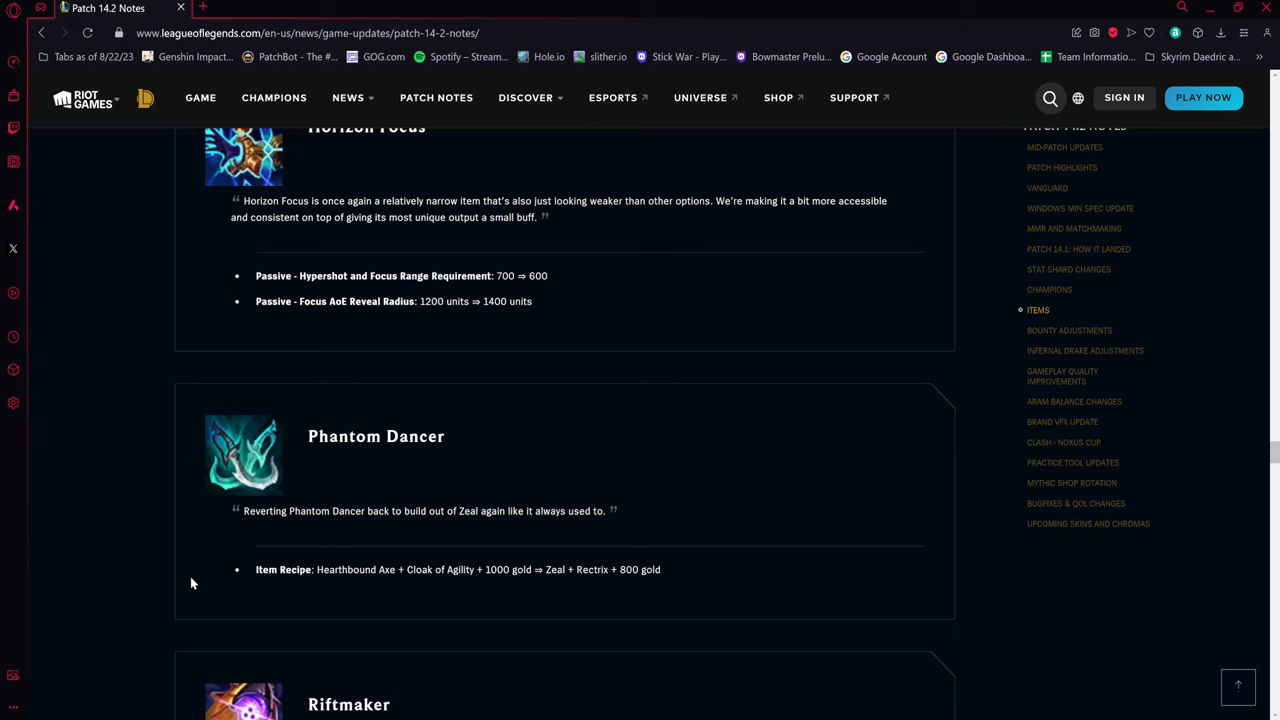 Patch 14.2 Notes
www.leagueoflegends.com/en-us/news/game-updates/patch-14-2-notes/
Tabs as of 8/22/23
Genshin Impact...
PatchBot - The #...
GOG.com
Spotify – Stream...
Hole.io
slither.io
Stick War - Play...
Bowmaster Prelu...
Google Account
Google Dashboa...
Team Informatio...
Skyrim Daedric a...
RIOT GAMES
GAME
CHAMPIONS
NEWS
PATCH NOTES
DISCOVER
ESPORTS
UNIVERSE
SHOP
SUPPORT
SIGN IN
PLAY NOW
Horizon Focus
“ Horizon Focus is once again a relatively narrow item that's also just looking weaker than other options. We're making it a bit more accessible
and consistent on top of giving its most unique output a small buff. ”
• Passive - Hypershot and Focus Range Requirement: 700 ⇒ 600
• Passive - Focus AoE Reveal Radius: 1200 units ⇒ 1400 units
Phantom Dancer
“ Reverting Phantom Dancer back to build out of Zeal again like it always used to. ”
• Item Recipe: Hearthbound Axe + Cloak of Agility + 1000 gold ⇒ Zeal + Rectrix + 800 gold
Riftmaker
PATCH 14.2 NOTES
MID-PATCH UPDATES
PATCH HIGHLIGHTS
VANGUARD
WINDOWS MIN SPEC UPDATE
MMR AND MATCHMAKING
PATCH 14.1: HOW IT LANDED
STAT SHARD CHANGES
CHAMPIONS
ITEMS
BOUNTY ADJUSTMENTS
INFERNAL DRAKE ADJUSTMENTS
GAMEPLAY QUALITY
IMPROVEMENTS
ARAM BALANCE CHANGES
BRAND VFX UPDATE
CLASH - NOXUS CUP
PRACTICE TOOL UPDATES
MYTHIC SHOP ROTATION
BUGFIXES & QOL CHANGES
UPCOMING SKINS AND CHROMAS